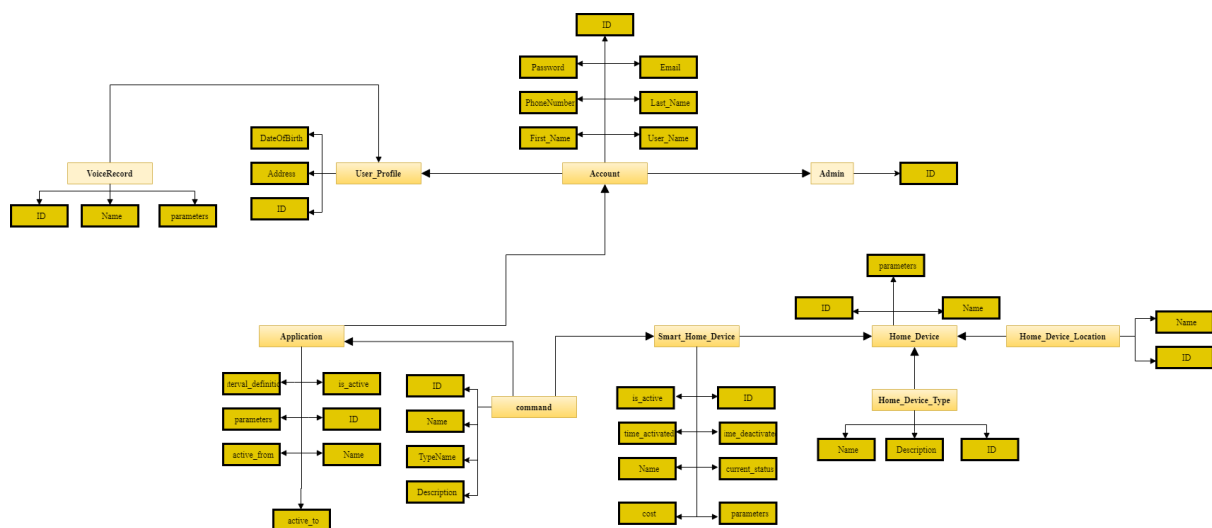 ID
Password
Email
PhoneNumber
Last_Name
First_Name
User_Name
DateOfBirth
VoiceRecord
Address
User_Profile
Account
Admin
ID
ID
Name
parameters
ID
parameters
ID
Name
Name
Application
Smart_Home_Device
Home_Device
Home_Device_Location
ID
terval_definitio
is_active
ID
command
is_active
ID
Home_Device_Type
parameters
ID
Name
time_activated
ime_deactivate
Name
Description
ID
active_from
Name
TypeName
Name
current_status
Description
cost
parameters
active_to